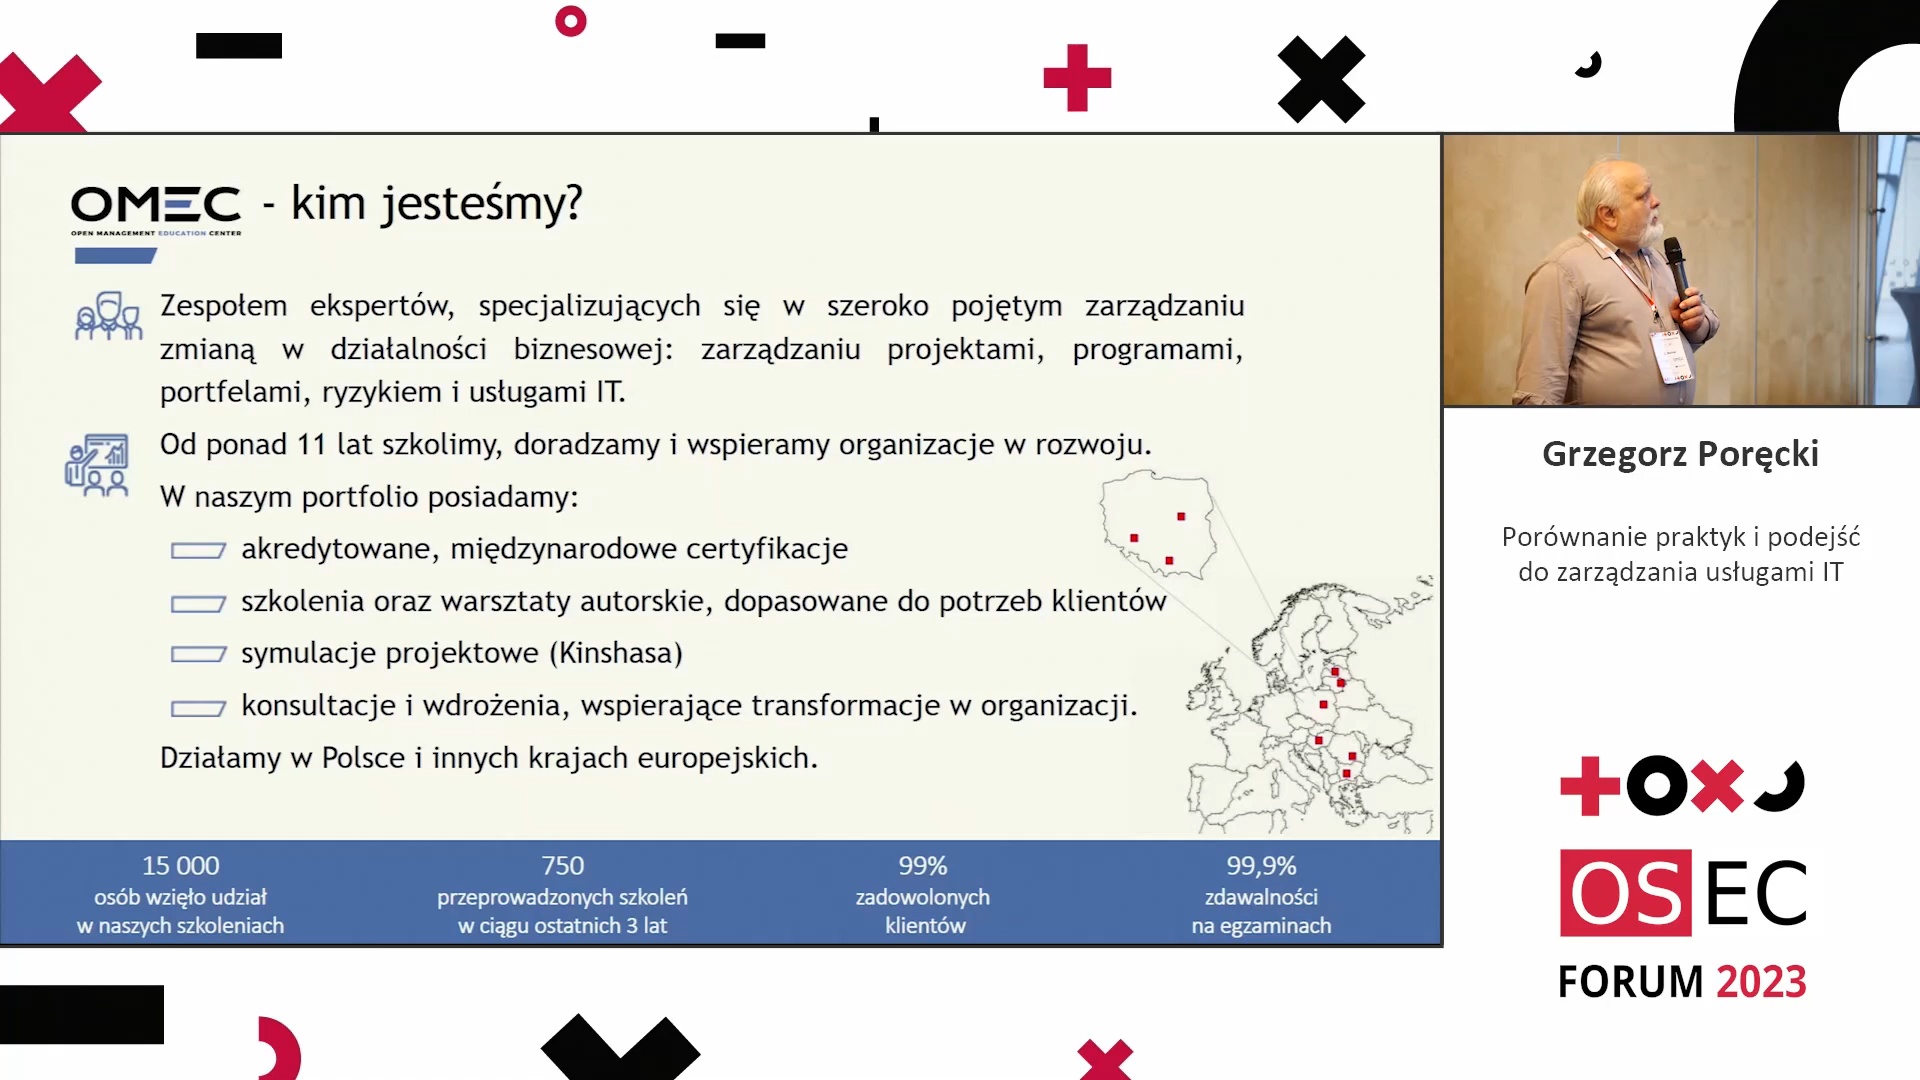 OMEC - kim jesteśmy?
OPEN MANAGEMENT EDUCATION CENTER
Zespołem ekspertów, specjalizujących się w szeroko pojętym zarządzaniu
zmianą w działalności biznesowej: zarządzaniu projektami, programami,
portfelami, ryzykiem i usługami IT.
Od ponad 11 lat szkolimy, doradzamy i wspieramy organizacje w rozwoju.
W naszym portfolio posiadamy:
akredytowane, międzynarodowe certyfikacje
szkolenia oraz warsztaty autorskie, dopasowane do potrzeb klientów
symulacje projektowe (Kinshasa)
konsultacje i wdrożenia, wspierające transformacje w organizacji.
Działamy w Polsce i innych krajach europejskich.
15 000
osób wzięło udział
w naszych szkoleniach
750
przeprowadzonych szkoleń
w ciągu ostatnich 3 lat
99%
zadowolonych
klientów
99,9%
zdawalności
na egzaminach
Grzegorz Poręcki
Porównanie praktyk i podejść
do zarządzania usługami IT
OSEC
FORUM 2023